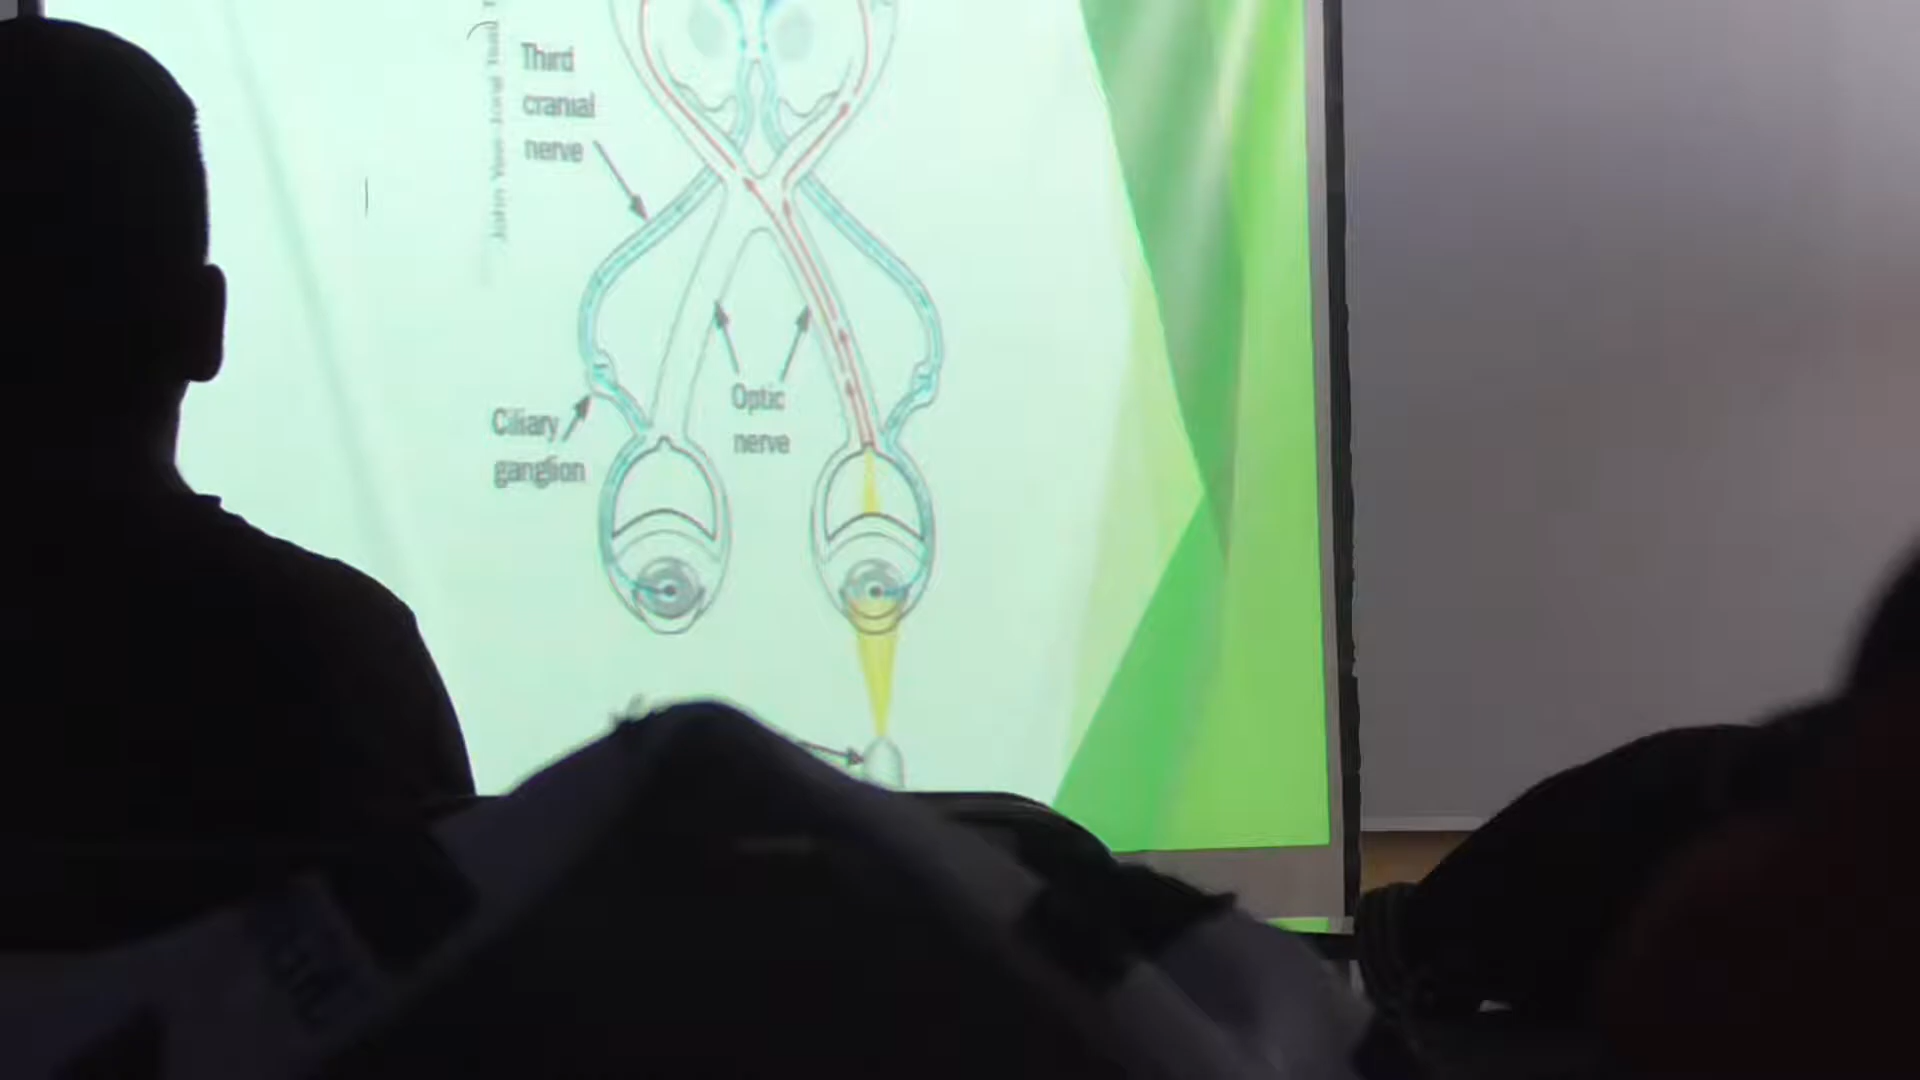 Third
cranial
nerve
Optic
nerve
Ciliary
ganglion